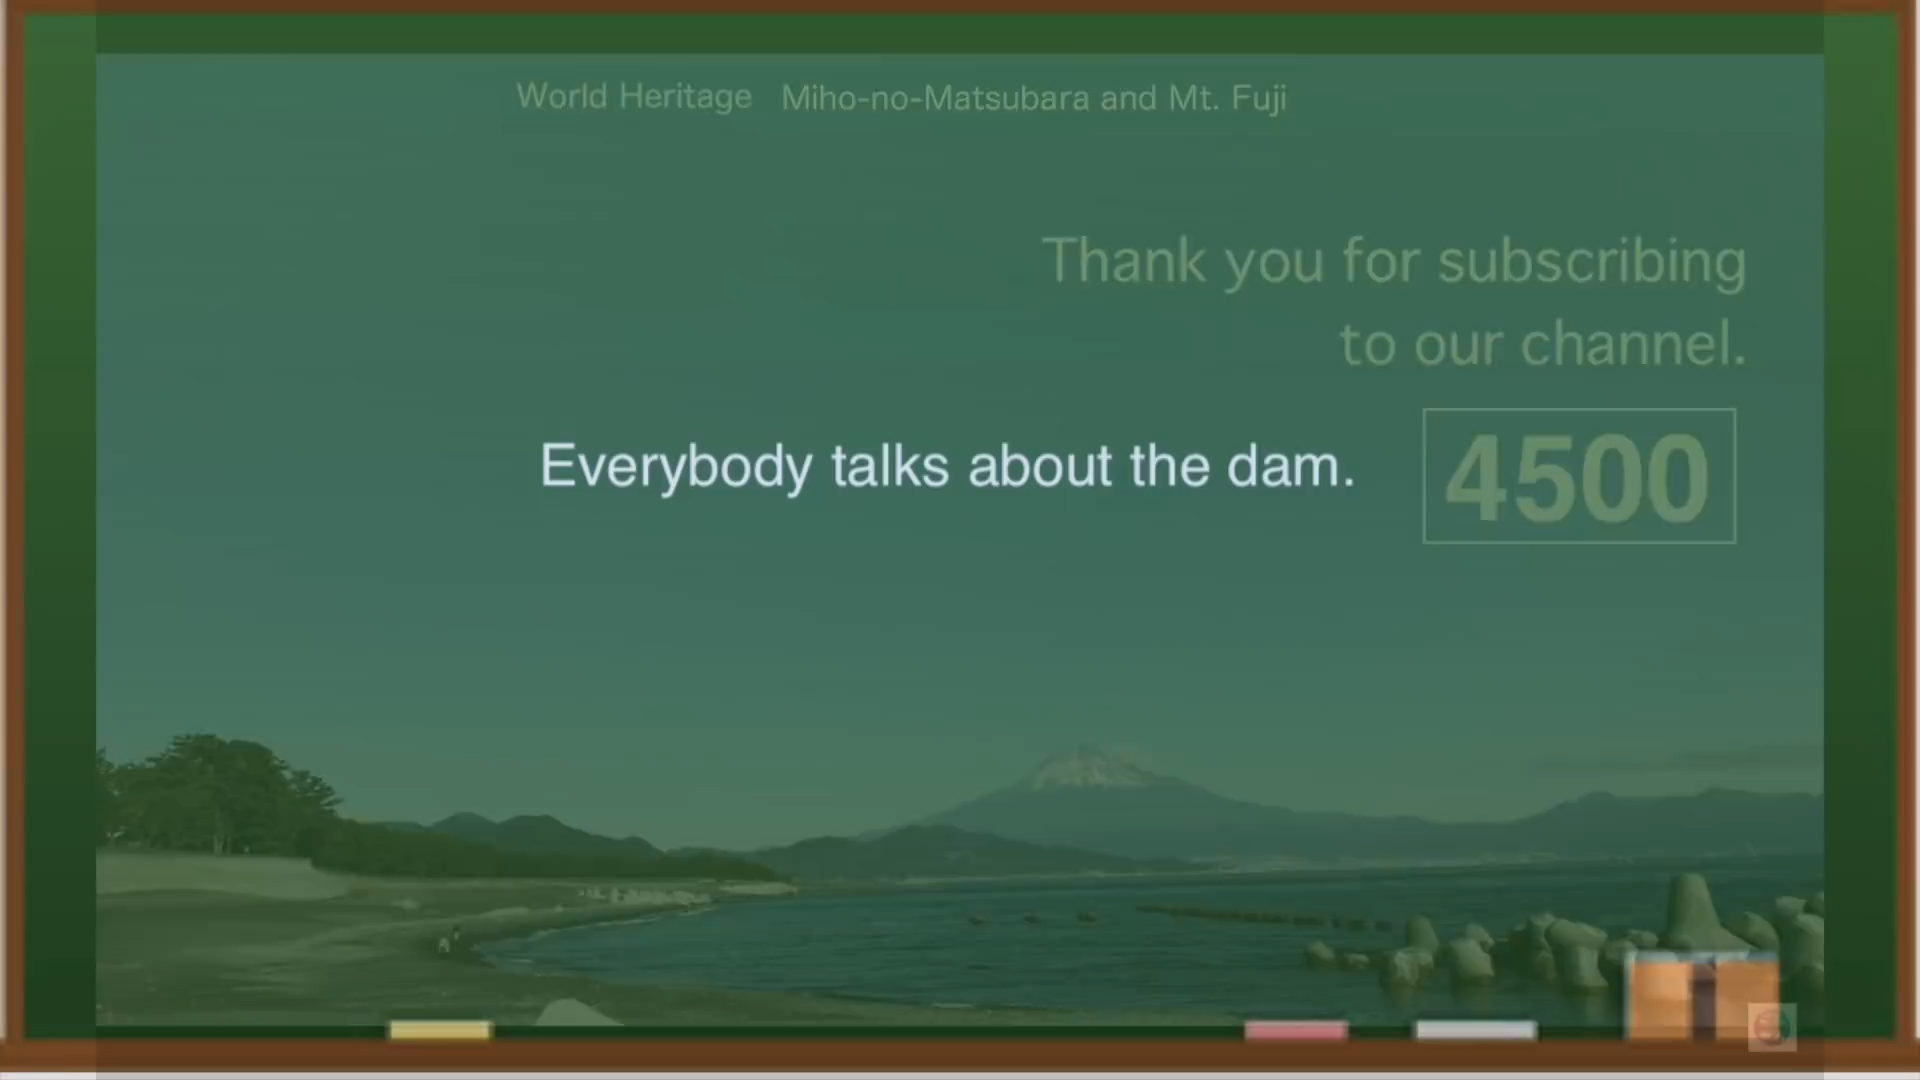 World Heritage Miho-no-Matsubara and Mt. Fuji
Thank you for subscribing
to our channel.
Everybody talks about the dam.
4500